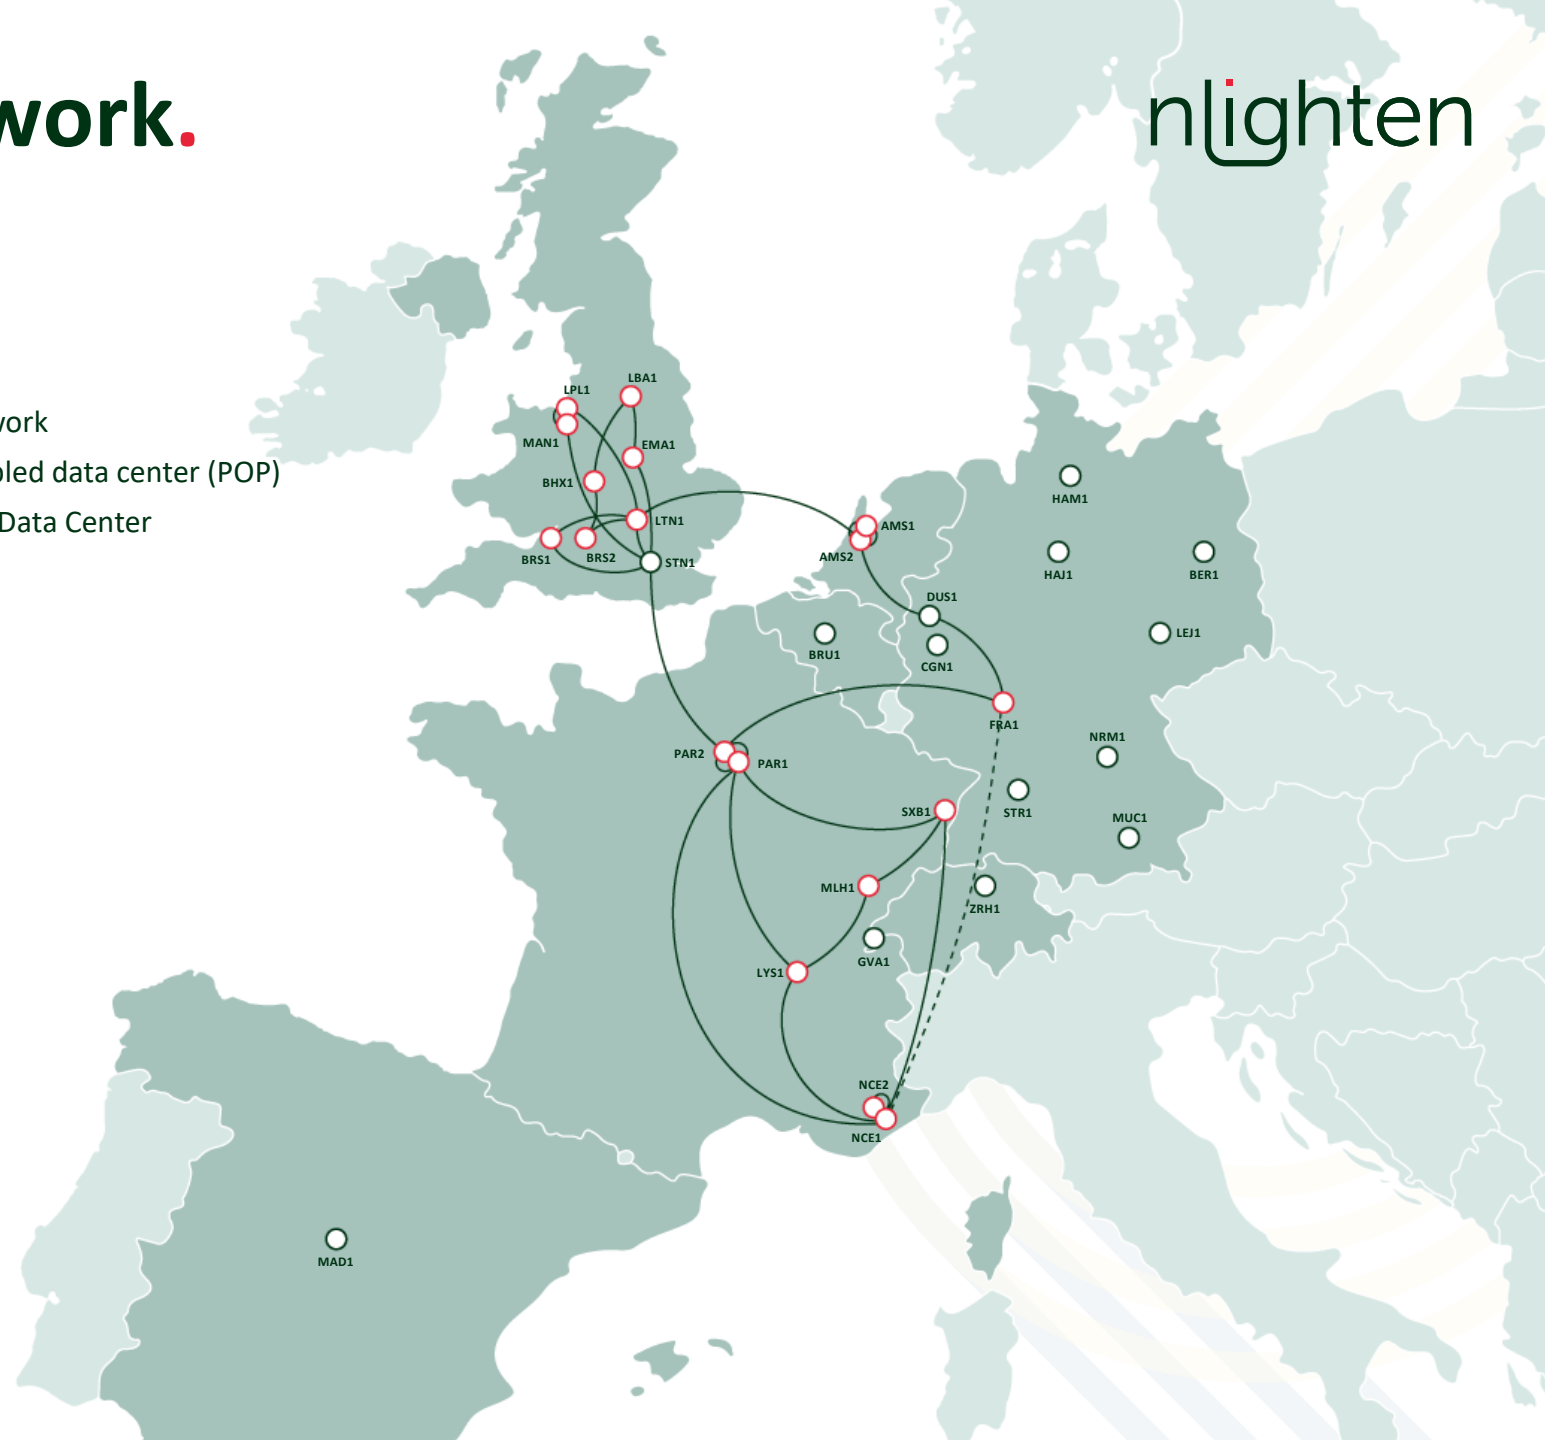 work.
nlighten
work
bled data center (POP)
Data Center
LBA1
LPL1
MAN1
EMA1
BHX1
LTN1
BRS1
BRS2
STN1
AMS1
AMS2
HAM1
HAJ1
BER1
DUS1
LEJ1
BRU1
CGN1
FRA1
NRM1
PAR2
PAR1
SXB1
STR1
MUC1
MLH1
ZRH1
GVA1
LYS1
NCE2
NCE1
MAD1